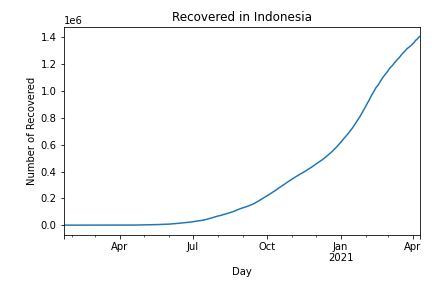 Recovered in Indonesia
1e6
1.4
1.2
1.0
0.8
0.6
0.4
0.2
0.0
Number of Recovered
Apr
Jul
Oct
Jan
2021
Apr
Day